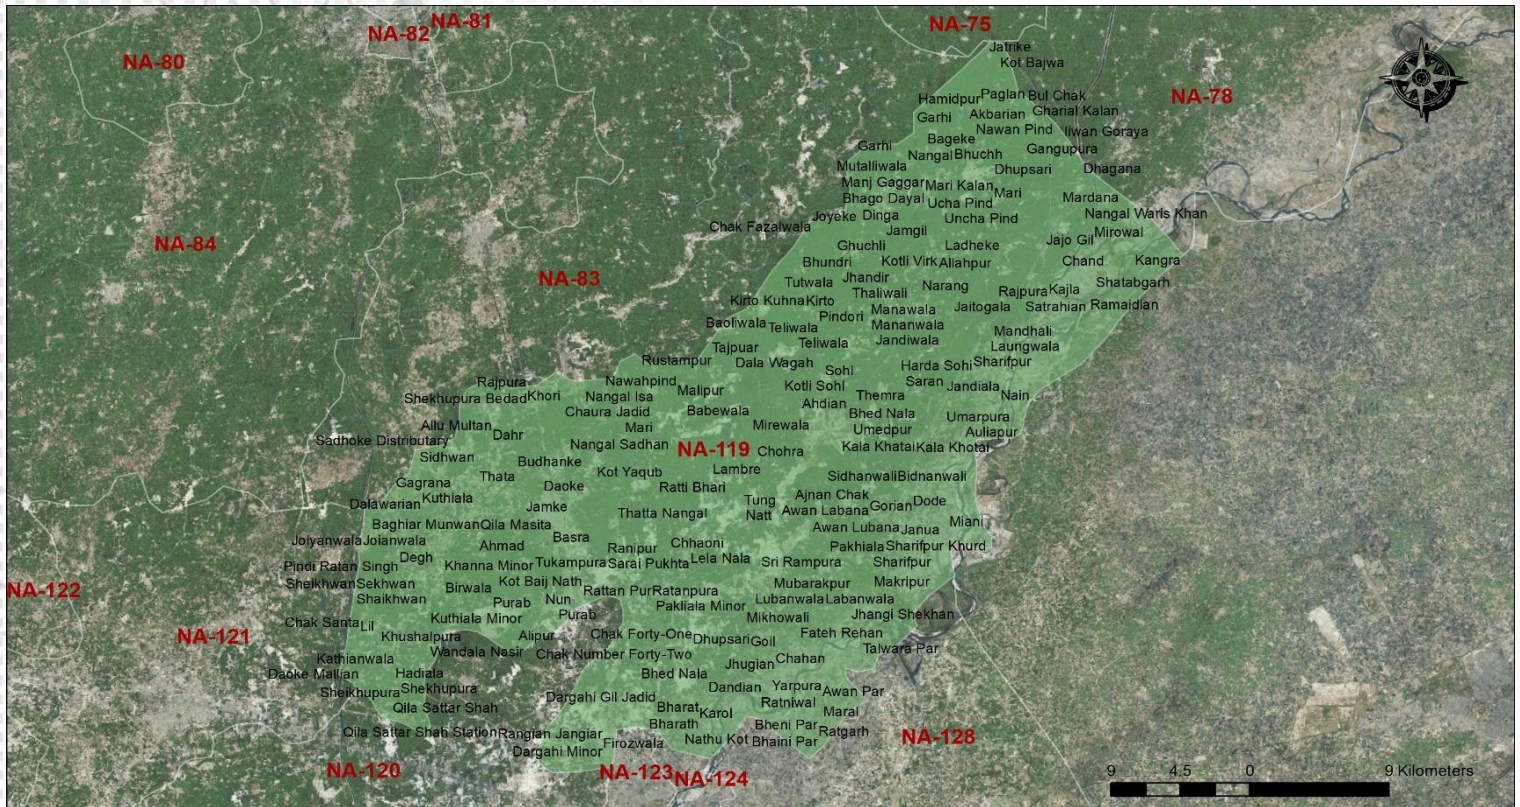 NA-81
NA-82
NA-75
NA-80
Jatrike
Kot Bajwa
NA-78
Hamidpur
Paglan
Bul Chak
Garhi
Akbarian
Gharial Kalan
Nawan Pind
Iiwan Goraya
Garhi
Bageke
Gangupura
Nangal
Bhuchh
Mutalliwala
Dhupsari
Dhagana
Manj Gaggar
Mari Kalan
Mari
Mardana
Bhago Dayal
Ucha Pind
Joyeke
Dinga
Uncha Pind
Nangal Waris Khan
Chak Fazalwala
Jamgil
Mirowal
NA-84
Ghuchli
Ladheke
Jajo Gil
Bhundri
Kotli Virk
Allahpur
Chand
Kangra
NA-83
Tutwala
Jhandir
Narang
Shatabgarh
Thaliwali
Rajpura
Kajla
Kirto Kuhna
Kirto
Manawala
Jaitogala
Satrahian
Ramaidian
Baoliwala
Pindori
Teliwala
Mananwala
Mandhali
Tajpuar
Teliwala
Jandiwala
Laungwala
Rustampur
Dala Wagah
Harda Sohi
Sharifpur
Sohl
Rajpura
Nawahpind
Kotli Sohl
Saran
Jandiala
Shekhupura Bedad
Khori
Nangal Isa
Malipur
Themra
Nain
Chaura Jadid
Babewala
Ahdian
Bhed Nala
Umarpura
Ailu Multan
Mari
Mirewala
Umedpur
Auliapur
Sadhoke Distributary
Dahr
Nangal Sadhan
NA-119
Chohra
Kala Khatai
Kala Khotai
Sidhwan
Budhanke
Kot Yaqub
Lambre
Sidhanwali
Bidnanwali
Gagrana
Thata
Daoke
Ratti Bhari
Ajnan Chak
Dalawarian
Kuthiala
Jamke
Tung
Awan Labana
Gorian
Dode
Thatta Nangal
Natt
Baghiar Munwan
Qila Masita
Awan Lubana
Janua
Miani
Joiyanwala
Joianwala
Ahmad
Basra
Ranipur
Chhaoni
Pakhiala
Sharifpur Khurd
Pindi Ratan Singh
Degh
Khanna Minor
Tukampura
Sarai Pukhta
Lela Nala
Sri Rampura
Sharifpur
NA-122
Sheikhwan
Sekhwan
Birwala
Kot Baij Nath
Rattan Pur
Ratanpura
Mubarakpur
Makripur
Shaikhwan
Purab
Nun
Pakliala Minor
Lubanwala
Labanwala
Chak Santa
Lil
Kuthiala Minor
Purab
Mikhowali
Jhangi Shekhan
NA-121
Khushalpura
Alipur
Chak Forty-One
Dhupsari
Goil
Fateh Rehan
Kathianwala
Wandala Nasir
Chak Number Forty-Two
Talwara Par
Daoke Mallian
Hadiala
Bhed Nala
Jhugian
Chahan
Sheikhupura
Shekhupura
Dargahi Gil Jadid
Dandian
Yarpura
Awan Par
Qila Sattar Shah
Bharat
Karol
Ratniwal
Maral
Qila Sattar Shah Station
Rangian Jangiar
Bharath
Bheni Par
Ratgarh
NA-128
Dargahi Minor
Firozwala
Nathu Kot
Bhaini Par
NA-120
NA-123
NA-124
9 4.5 0 9 Kilometers